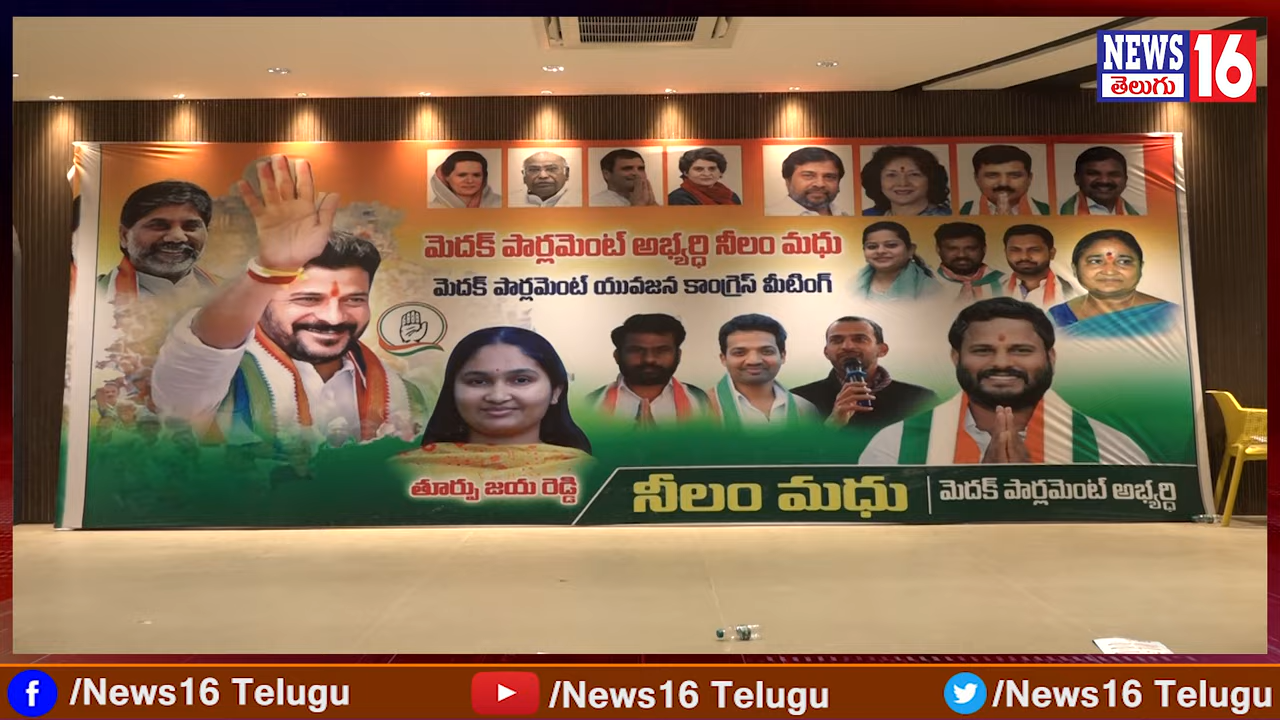 NEWS 16
తెలుగు
మెదక్ పార్లమెంట్ అభ్యర్ధి నీలం మధు
మెదక్ పార్లమెంట్ యువజన కాంగ్రెస్ మీటింగ్
తూర్పు జయ రెడ్డి
నీలం మధు | మెదక్ పార్లమెంట్ అభ్యర్ధి
/News16 Telugu /News16 Telugu /News16 Telugu